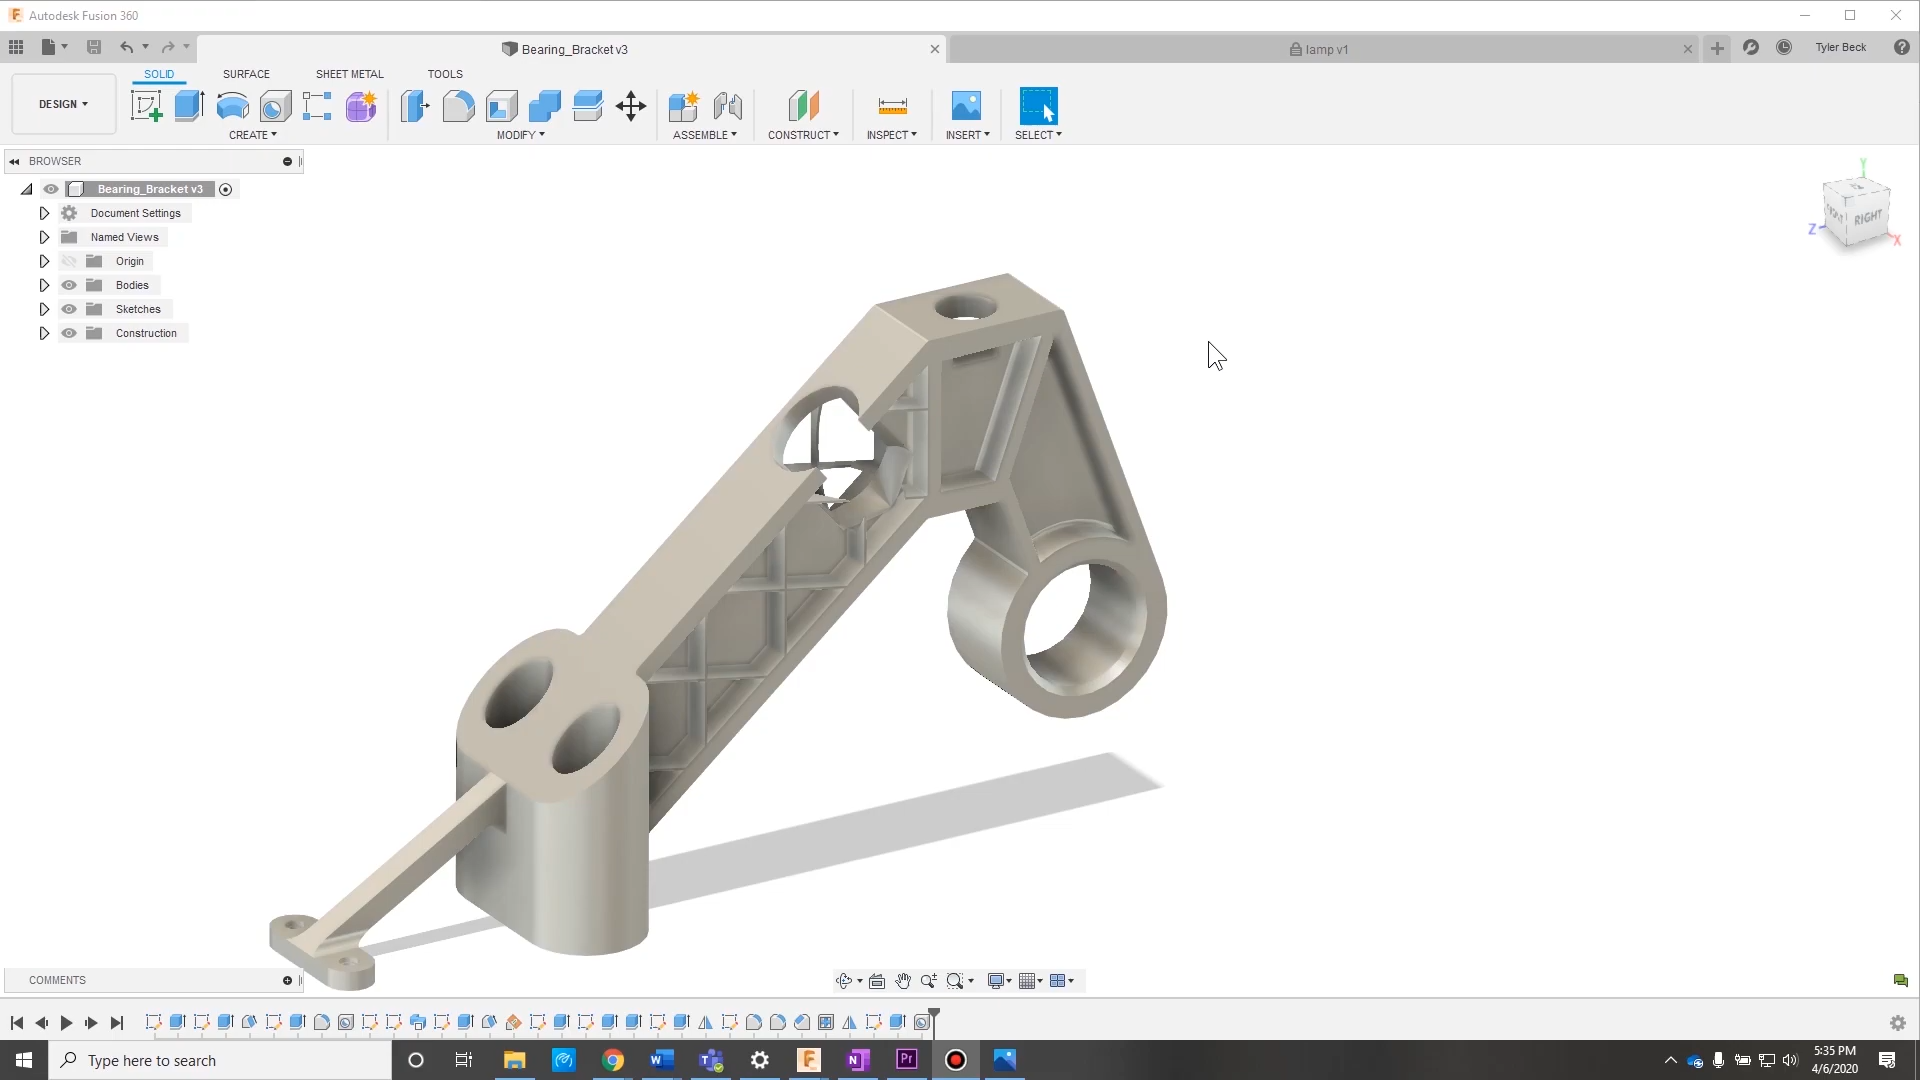 Autodesk Fusion 360
Bearing_Bracket v3
lamp v1
Tyler Beck
SOLID SURFACE SHEET METAL TOOLS
DESIGN
CREATE MODIFY ASSEMBLE CONSTRUCT INSPECT INSERT SELECT
BROWSER
Bearing_Bracket v3
Document Settings
Named Views
Origin
Bodies
Sketches
Construction
Y
RIGHT
Z
X
COMMENTS
Type here to search
5:35 PM
4/6/2020